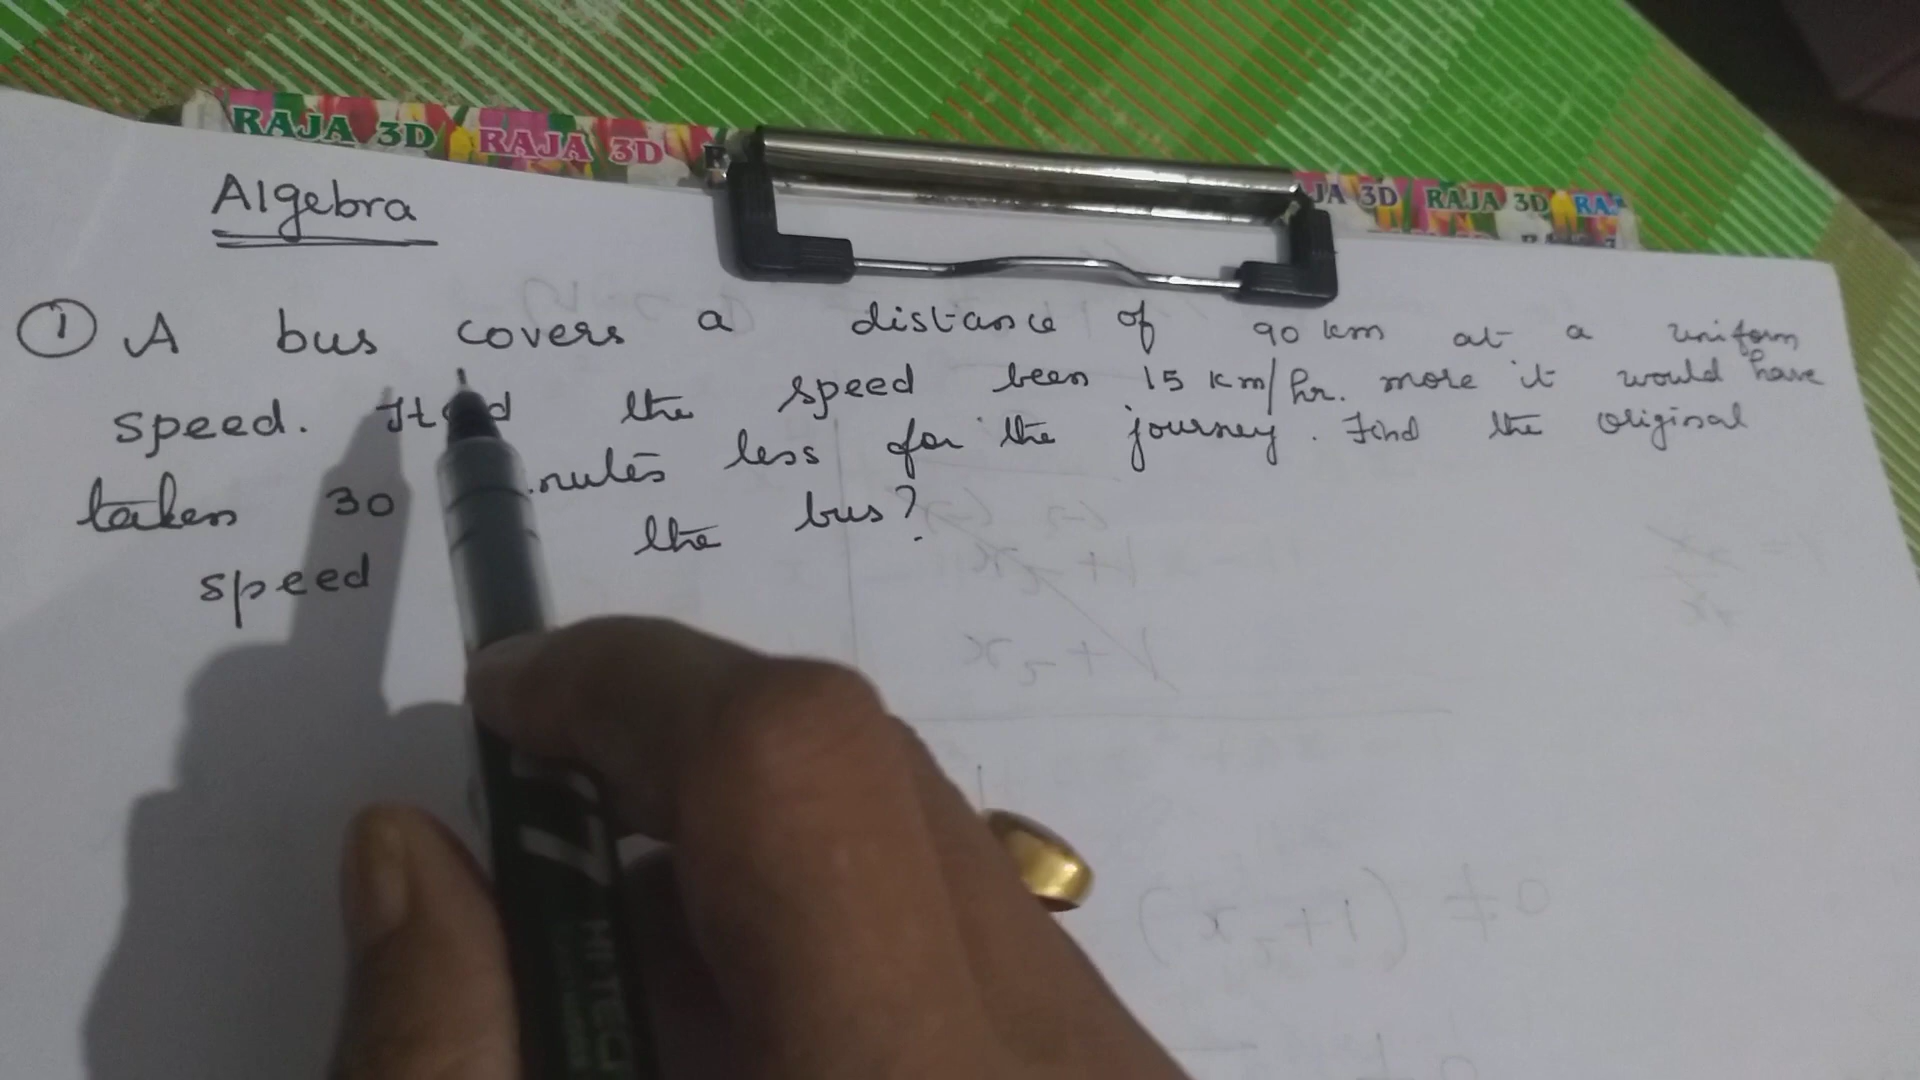 RAJA 3D RAJA 3D JA 3D RAJA 3D RA
Algebra
① A bus covers a distance of 90 km at a uniform
speed. the speed been 15 km/hr. more it would have
taken 30 less for the journey. Find the original
speed the bus?